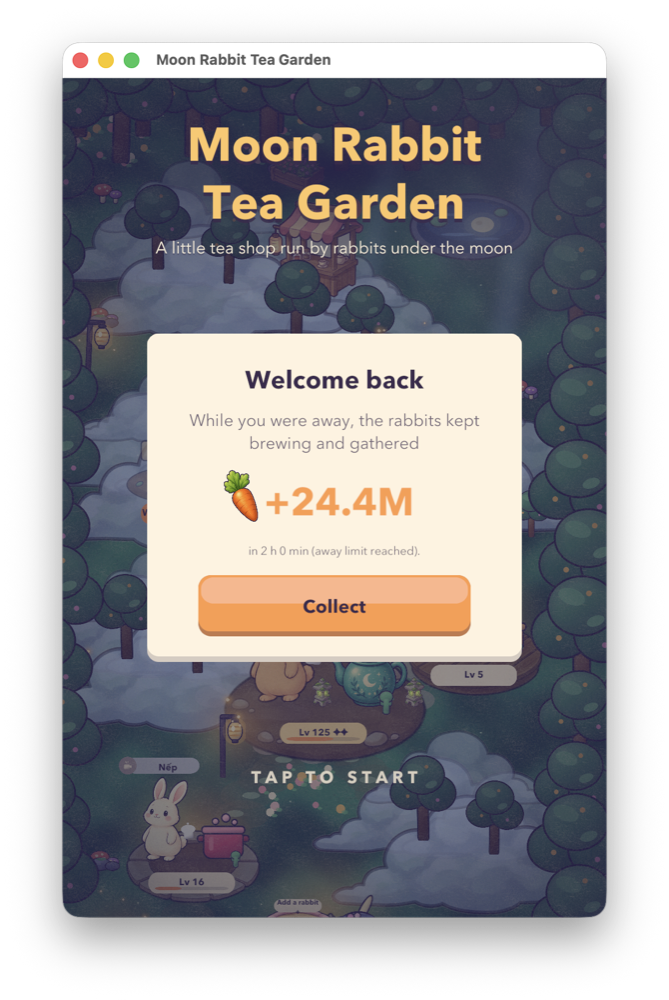 Moon Rabbit Tea Garden
Moon Rabbit
Tea Garden
A little tea shop run by rabbits under the moon
Welcome back
While you were away, the rabbits kept
brewing and gathered
+24.4M
in 2 h 0 min (away limit reached).
Collect
Lv 5
Lv 125 ✦✦
Nếp
TAP TO START
Lv 16
Add a rabbit